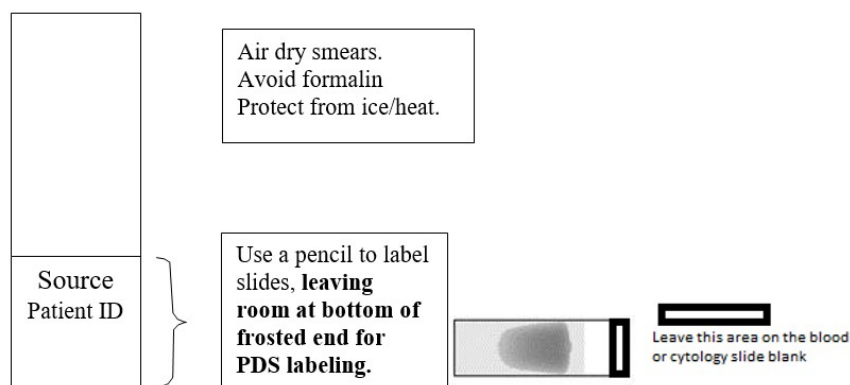 Air dry smears.
Avoid formalin
Protect from ice/heat.
Source
Patient ID
Use a pencil to label
slides, leaving
room at bottom of
frosted end for
PDS labeling.
Leave this area on the blood
or cytology slide blank